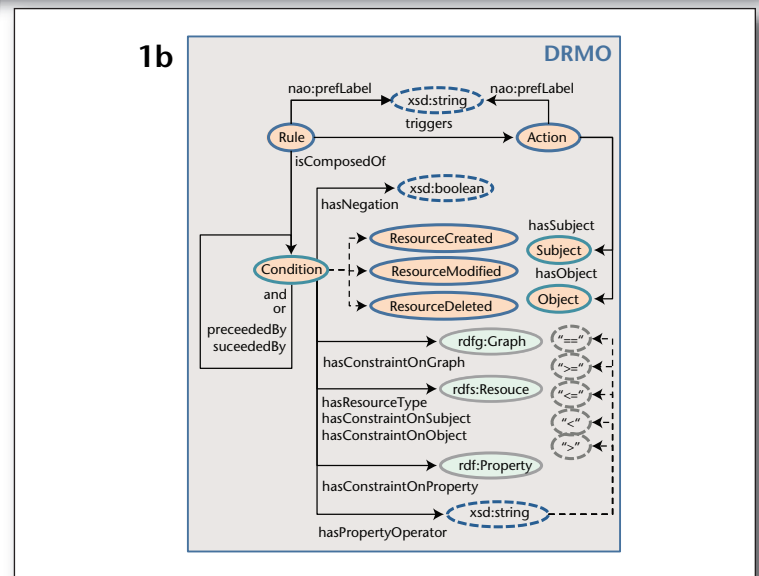 1b
DRMO
nao:prefLabel
xsd:string
nao:prefLabel
Rule
triggers
Action
isComposedOf
xsd:boolean
hasNegation
hasSubject
ResourceCreated
Subject
Condition
ResourceModified
hasObject
ResourceDeleted
Object
and
or
preceededBy
suceededBy
rdfg:Graph
"=="
hasConstraintOnGraph
">="
rdfs:Resouce
"<="
hasResourceType
hasConstraintOnSubject
"<"
hasConstraintOnObject
">"
rdf:Property
hasConstraintOnProperty
xsd:string
hasPropertyOperator